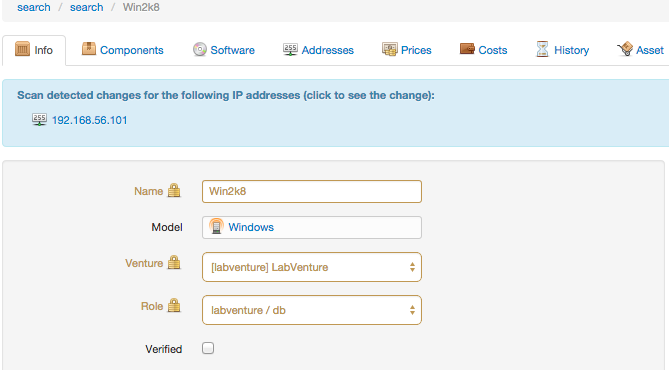 search / search / Win2k8
Info Components Software 255 Addresses Prices Costs History Asset
Scan detected changes for the following IP addresses (click to see the change):
255 192.168.56.101
Name Win2k8
Model Windows
Venture [labventure] LabVenture
Role labventure / db
Verified